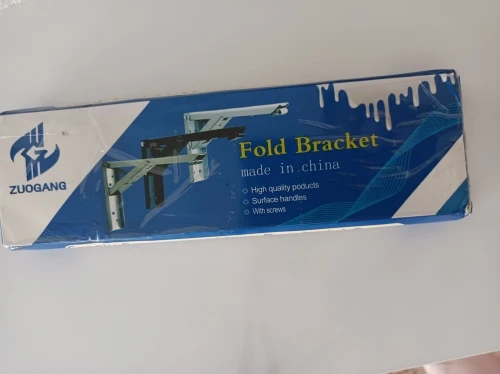 ZUOGANG
Fold Bracket
made in china
High quality poducts
Surface handles
With screws